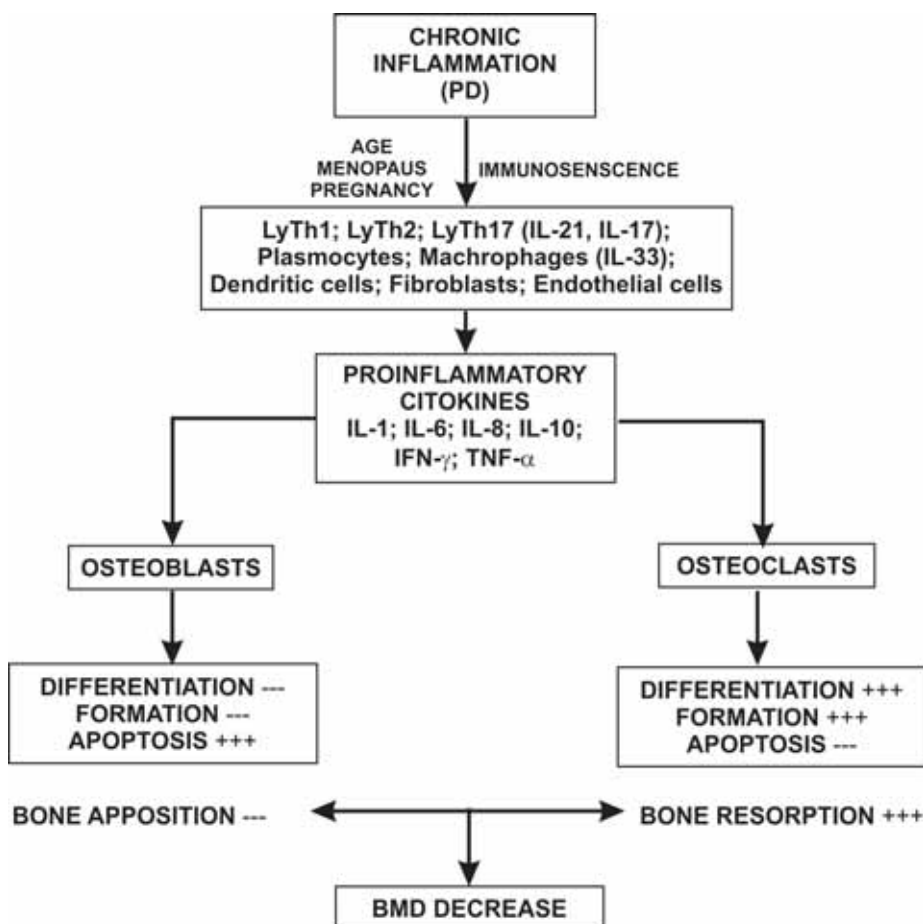 CHRONIC
INFLAMMATION
(PD)
AGE
MENOPAUS
PREGNANCY
IMMUNOSENSCENCE
LyTh1; LyTh2; LyTh17 (IL-21, IL-17);
Plasmocytes; Machrophages (IL-33);
Dendritic cells; Fibroblasts; Endothelial cells
PROINFLAMMATORY
CITOKINES
IL-1; IL-6; IL-8; IL-10;
IFN-γ; TNF-α
OSTEOBLASTS
OSTEOCLASTS
DIFFERENTIATION ---
FORMATION ---
APOPTOSIS +++
DIFFERENTIATION +++
FORMATION +++
APOPTOSIS ---
BONE APPOSITION ---
BONE RESORPTION +++
BMD DECREASE